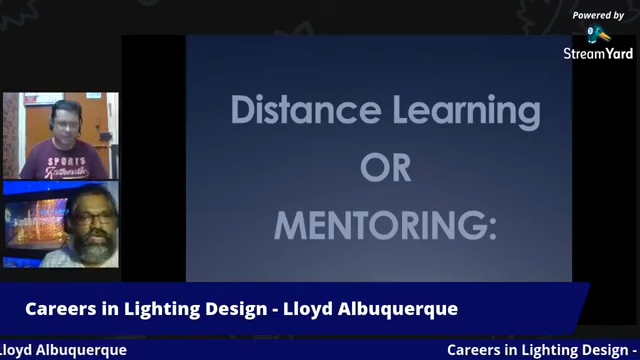 Powered by
StreamYard
Distance Learning
OR
MENTORING:
SPORTS
Authentic
Careers in Lighting Design - Lloyd Albuquerque
Lloyd Albuquerque
Careers in Lighting Design -